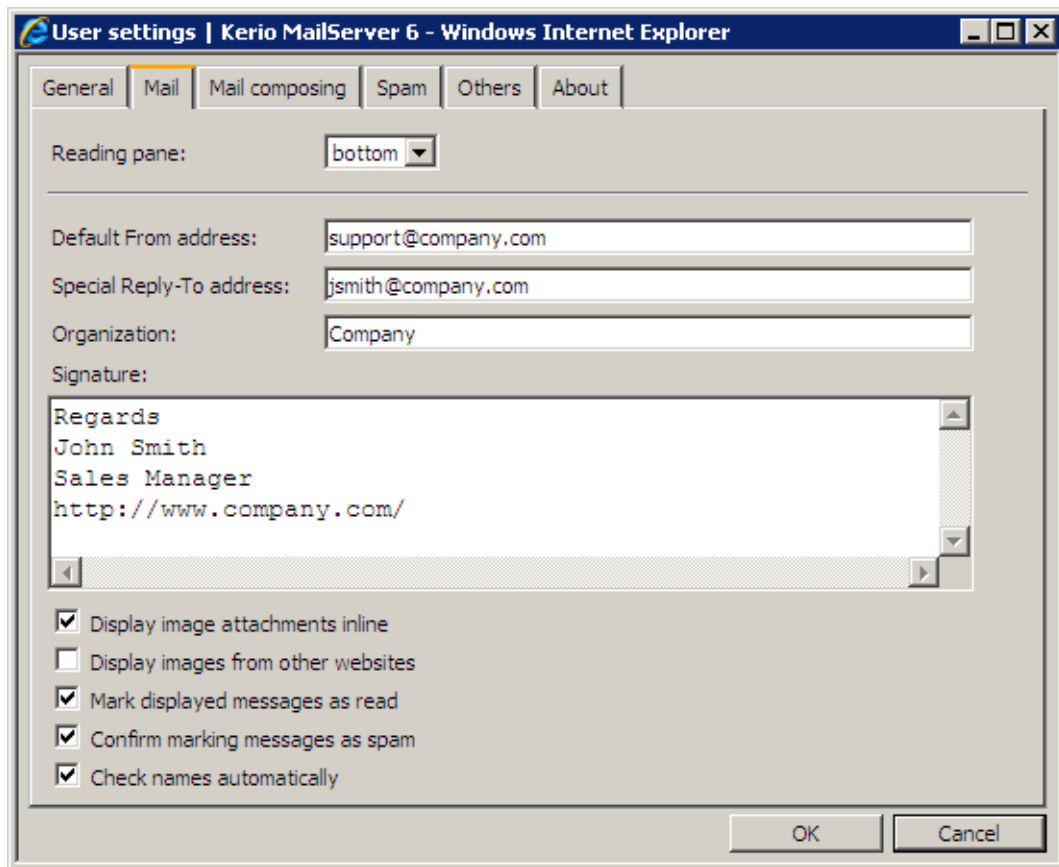 User settings | Kerio MailServer 6 - Windows Internet Explorer
General Mail Mail composing Spam Others About
Reading pane: bottom
Default From address: support@company.com
Special Reply-To address: jsmith@company.com
Organization: Company
Signature:
Regards
John Smith
Sales Manager
http://www.company.com/
Display image attachments inline
Display images from other websites
Mark displayed messages as read
Confirm marking messages as spam
Check names automatically
OK Cancel